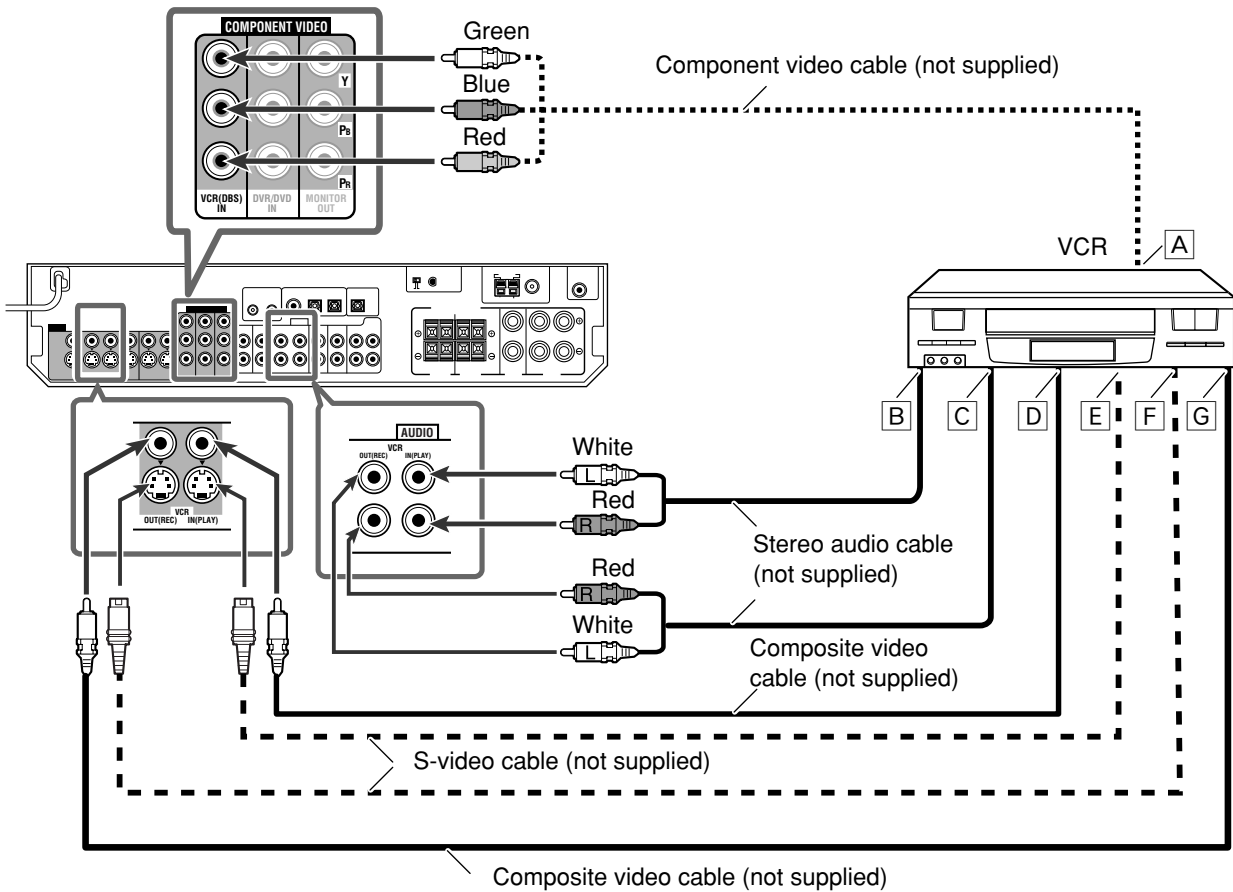 COMPONENT VIDEO
Green
Y
Component video cable (not supplied)
Blue
PB
Red
PR
VCR(DBS) IN
DVR/DVD IN
MONITOR OUT
VCR
A
B
C
D
E
F
G
AUDIO
VCR
OUT(REC) IN(PLAY)
White
L
Red
R
Stereo audio cable
(not supplied)
VCR
OUT(REC) IN(PLAY)
Red
R
White
L
Composite video
cable (not supplied)
S-video cable (not supplied)
Composite video cable (not supplied)